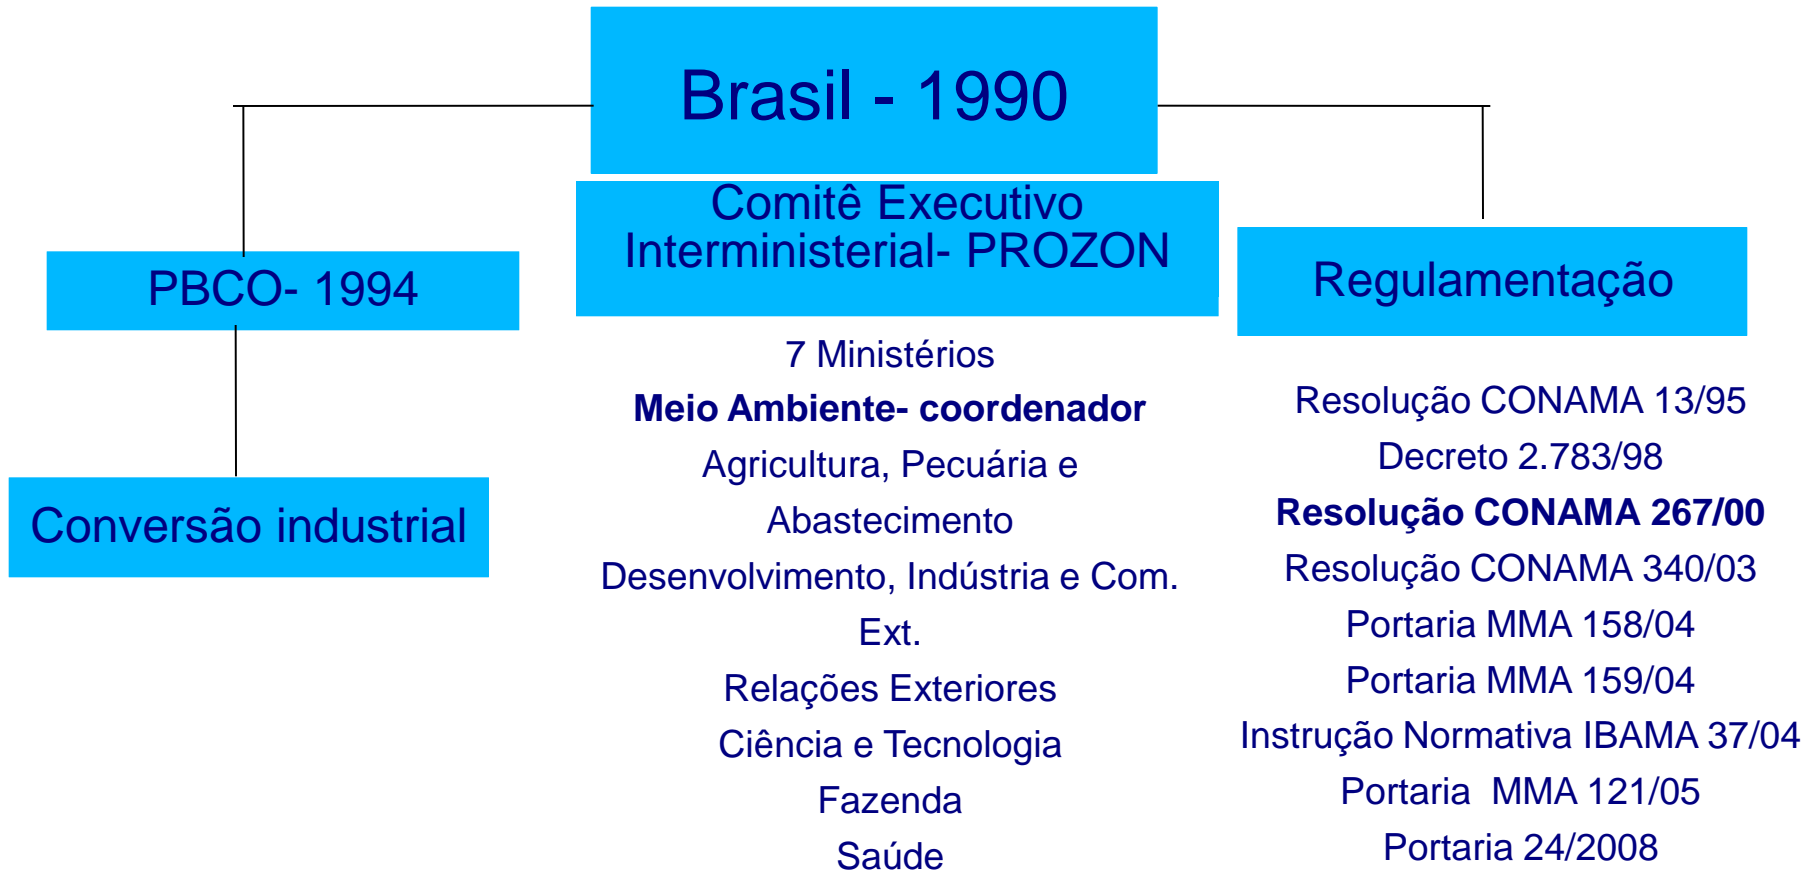 Brasil - 1990
Comitê Executivo
Interministerial- PROZON
PBCO- 1994
Conversão industrial
7 Ministérios
Meio Ambiente- coordenador
Agricultura, Pecuária e
Abastecimento
Desenvolvimento, Indústria e Com.
Ext.
Relações Exteriores
Ciência e Tecnologia
Fazenda
Saúde
Regulamentação
Resolução CONAMA 13/95
Decreto 2.783/98
Resolução CONAMA 267/00
Resolução CONAMA 340/03
Portaria MMA 158/04
Portaria MMA 159/04
Instrução Normativa IBAMA 37/04
Portaria  MMA 121/05
Portaria 24/2008